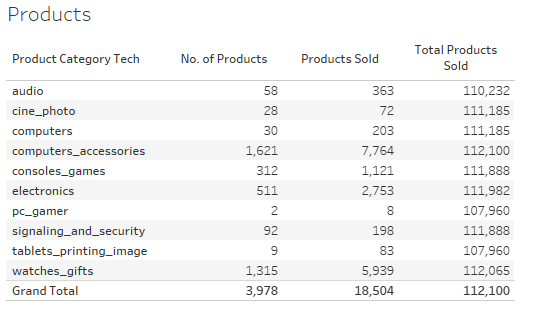 Products
Product Category Tech No. of Products Products Sold Total Products Sold
audio 58 363 110,232
cine_photo 28 72 111,185
computers 30 203 111,185
computers_accessories 1,621 7,764 112,100
consoles_games 312 1,121 111,888
electronics 511 2,753 111,982
pc_gamer 2 8 107,960
signaling_and_security 92 198 111,888
tablets_printing_image 9 83 107,960
watches_gifts 1,315 5,939 112,065
Grand Total 3,978 18,504 112,100